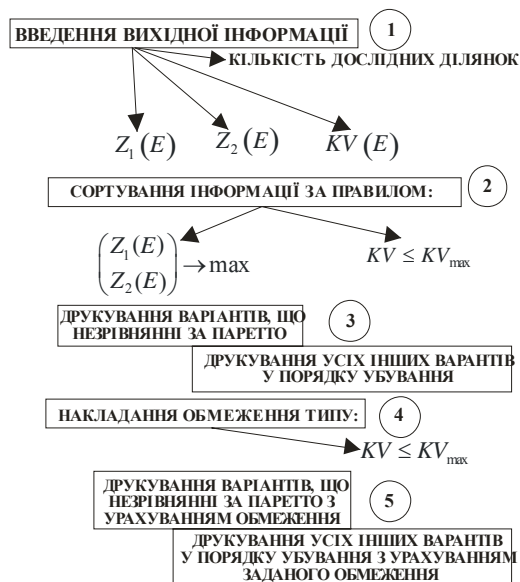 ВВЕДЕННЯ ВИХІДНОЇ ІНФОРМАЦІЇ 1
КІЛЬКІСТЬ ДОСЛІДНИХ ДІЛЯНОК
Z₁(E) Z₂(E) KV(E)
СОРТУВАННЯ ІНФОРМАЦІЇ ЗА ПРАВИЛОМ: 2
(Z₁(E)
Z₂(E)) → max
KV ≤ KVmax
ДРУКУВАННЯ ВАРІАНТІВ, ЩО
НЕЗРІВНЯННІ ЗА ПАРЕТТО
3
ДРУКУВАННЯ УСІХ ІНШИХ ВАРАНТІВ
У ПОРЯДКУ УБУВАННЯ
НАКЛАДАННЯ ОБМЕЖЕННЯ ТИПУ: 4
KV ≤ KVmax
ДРУКУВАННЯ ВАРІАНТІВ, ЩО
НЕЗРІВНЯННІ ЗА ПАРЕТТО З
УРАХУВАННЯМ ОБМЕЖЕННЯ
5
ДРУКУВАННЯ УСІХ ІНШИХ ВАРАНТІВ
У ПОРЯДКУ УБУВАННЯ З УРАХУВАННЯМ
ЗАДАНОГО ОБМЕЖЕННЯ